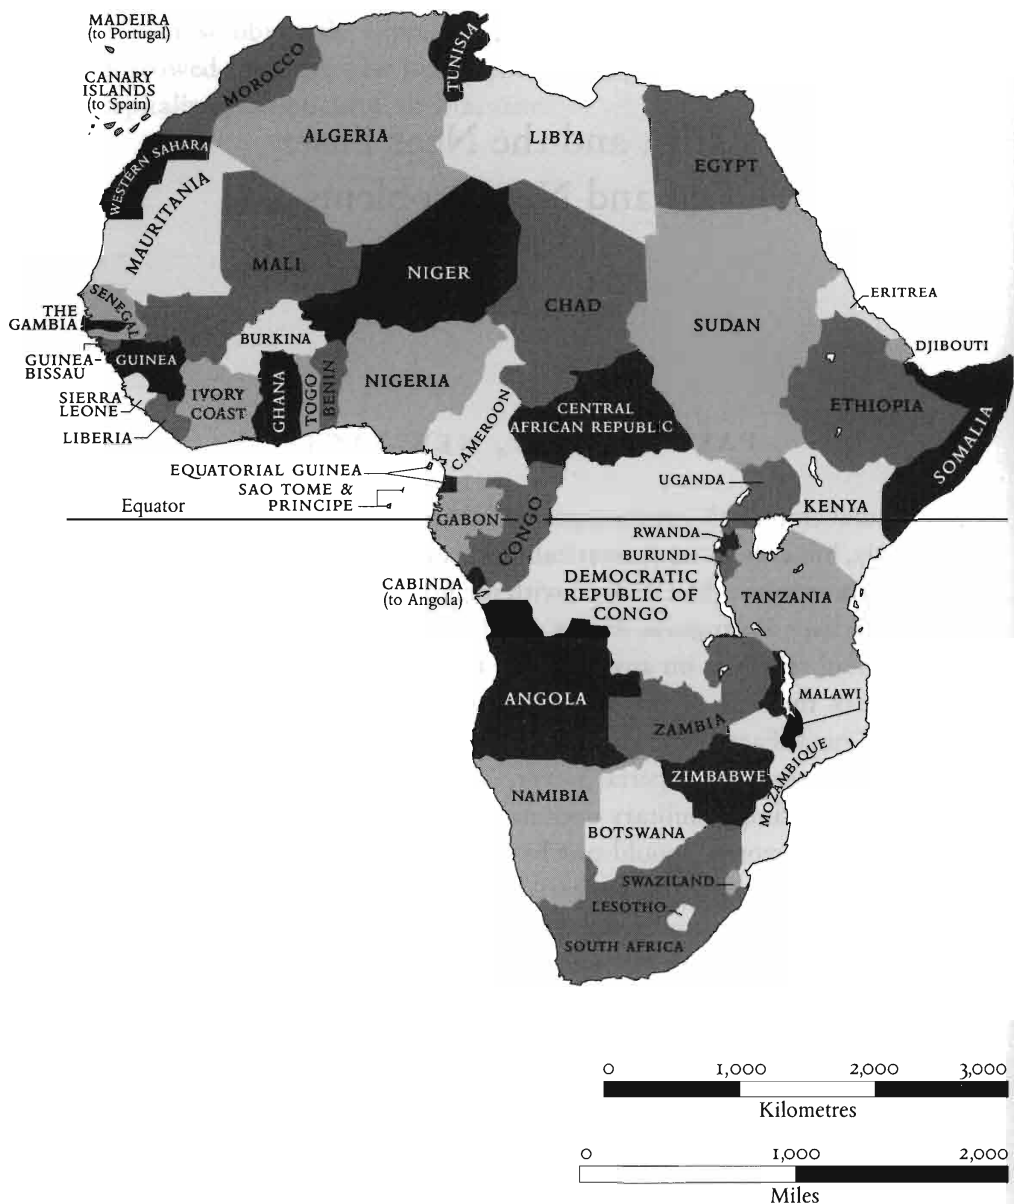 MADEIRA
(to Portugal)
CANARY
ISLANDS
(to Spain)
MOROCCO
TUNISIA
ALGERIA
LIBYA
EGYPT
WESTERN SAHARA
MAURITANIA
MALI
NIGER
CHAD
SUDAN
ERITREA
DJIBOUTI
SENEGAL
THE
GAMBIA
GUINEA-
BISSAU
GUINEA
SIERRA
LEONE
LIBERIA
IVORY
COAST
BURKINA
GHANA
TOGO
BENIN
NIGERIA
CAMEROON
CENTRAL
AFRICAN REPUBLIC
ETHIOPIA
SOMALIA
EQUATORIAL GUINEA
SAO TOME &
PRINCIPE
Equator
GABON
CONGO
UGANDA
KENYA
RWANDA
BURUNDI
CABINDA
(to Angola)
DEMOCRATIC
REPUBLIC OF
CONGO
TANZANIA
ANGOLA
ZAMBIA
MALAWI
MOZAMBIQUE
ZIMBABWE
NAMIBIA
BOTSWANA
SWAZILAND
LESOTHO
SOUTH AFRICA
0 1,000 2,000 3,000
Kilometres
0 1,000 2,000
Miles